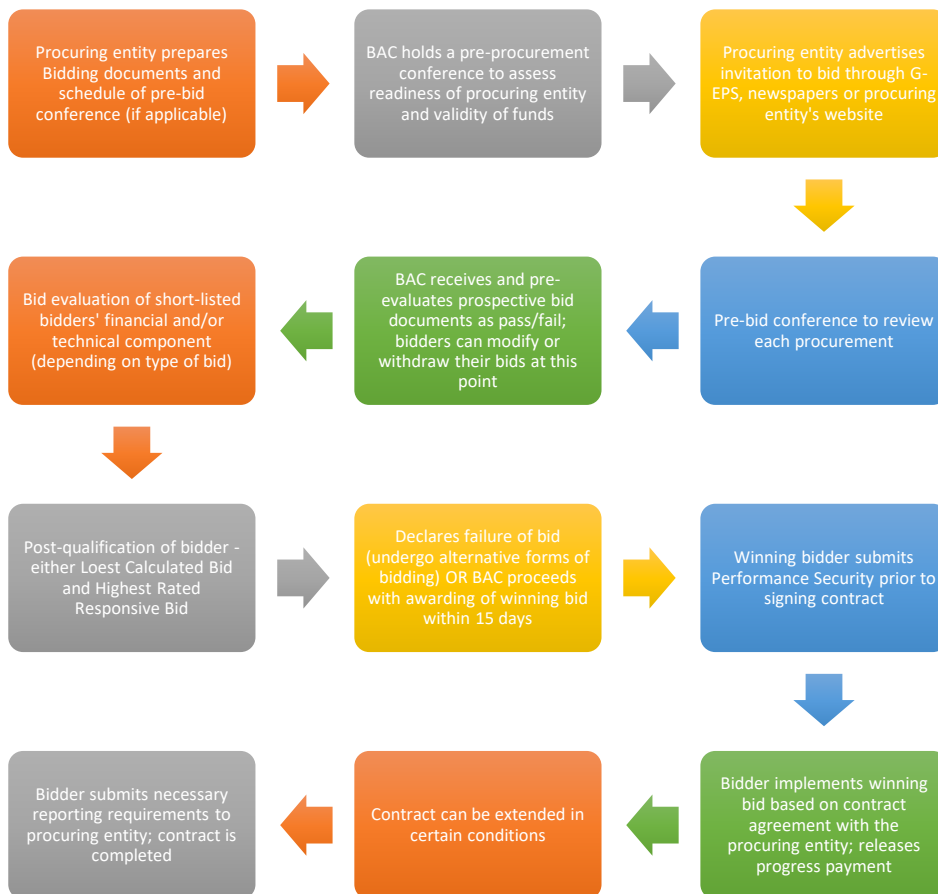 Procuring entity prepares
Bidding documents and
schedule of pre-bid
conference (if applicable)
BAC holds a pre-procurement
conference to assess
readiness of procuring entity
and validity of funds
Procuring entity advertises
invitation to bid through G-
EPS, newspapers or procuring
entity's website
Pre-bid conference to review
each procurement
BAC receives and pre-
evaluates prospective bid
documents as pass/fail;
bidders can modify or
withdraw their bids at this
point
Bid evaluation of short-listed
bidders' financial and/or
technical component
(depending on type of bid)
Post-qualification of bidder -
either Loest Calculated Bid
and Highest Rated
Responsive Bid
Declares failure of bid
(undergo alternative forms of
bidding) OR BAC proceeds
with awarding of winning bid
within 15 days
Winning bidder submits
Performance Security prior to
signing contract
Bidder implements winning
bid based on contract
agreement with the
procuring entity; releases
progress payment
Contract can be extended in
certain conditions
Bidder submits necessary
reporting requirements to
procuring entity; contract is
completed